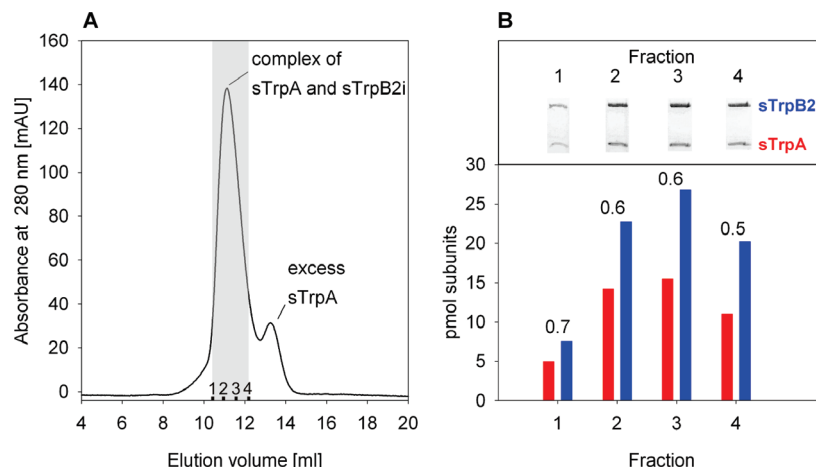 A
Absorbance at 280 nm [mAU]
160
140
120
100
80
60
40
20
0
complex of
sTrpA and sTrpB2i
excess
sTrpA
1 2 3 4
4 6 8 10 12 14 16 18 20
Elution volume [ml]
B
Fraction
1 2 3 4
sTrpB2
sTrpA
pmol subunits
30
25
20
15
10
5
0
0.7
0.6
0.6
0.5
1 2 3 4
Fraction